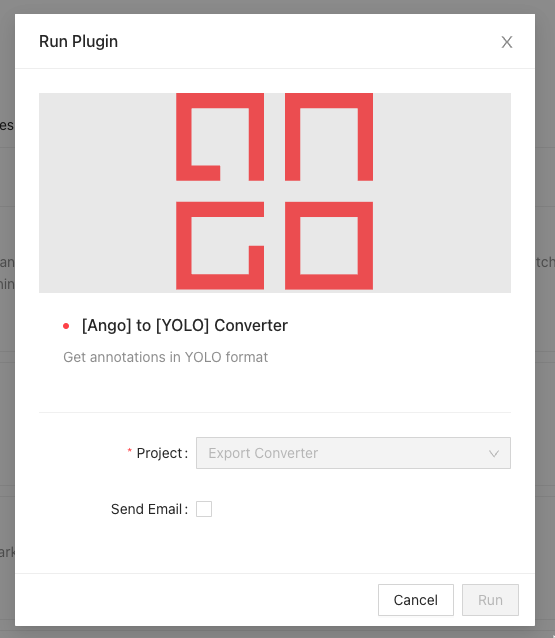 Run Plugin
[Ango] to [YOLO] Converter
Get annotations in YOLO format
* Project :
Export Converter
Send Email :
Cancel
Run